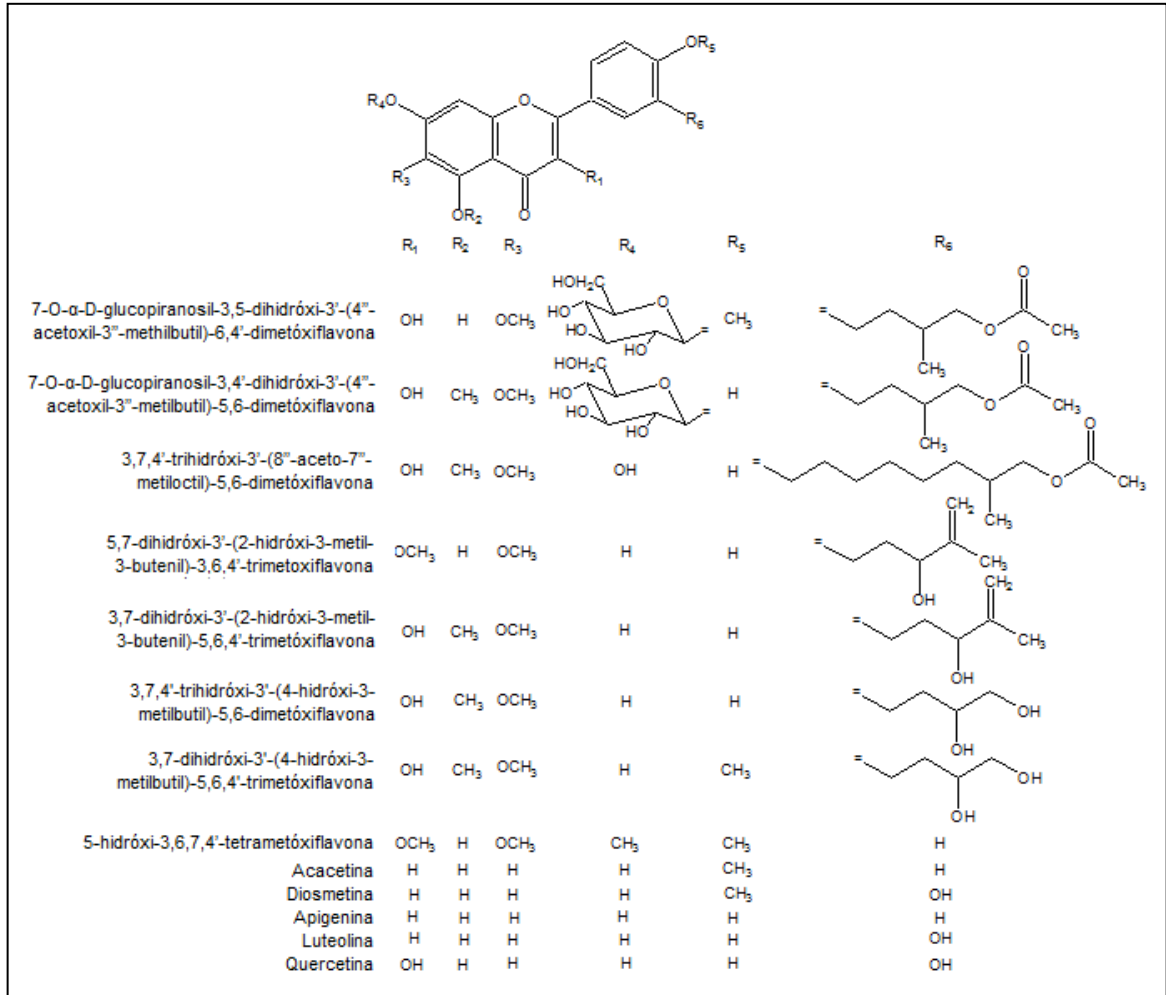 OR5
R4O O
R6
R3 R1
OR2 O
R1 R2 R3 R4 R5 R6
7-O-α-D-glucopiranosil-3,5-dihidróxi-3'-(4"-
acetoxil-3"-methilbutil)-6,4'-dimetóxiflavona
OH H OCH3 HOH2C HO HO HO O = CH3 = CH3 O O CH3
7-O-α-D-glucopiranosil-3,4'-dihidróxi-3'-(4"-
acetoxil-3"-metilbutil)-5,6-dimetóxiflavona
OH CH3 OCH3 HOH2C HO HO HO O = H = CH3 O O CH3
3,7,4'-trihidróxi-3'-(8"-aceto-7"-
metiloctil)-5,6-dimetóxiflavona
OH CH3 OCH3 OH H = CH3 O O CH3
5,7-dihidróxi-3'-(2-hidróxi-3-metil-
3-butenil)-3,6,4'-trimetoxiflavona
OCH3 H OCH3 H H = OH CH2 CH3
3,7-dihidróxi-3'-(2-hidróxi-3-metil-
3-butenil)-5,6,4'-trimetóxiflavona
OH CH3 OCH3 H H = OH CH2 CH3
3,7,4'-trihidróxi-3'-(4-hidróxi-3-
metilbutil)-5,6-dimetóxiflavona
OH CH3 OCH3 H H = OH OH
3,7-dihidróxi-3'-(4-hidróxi-3-
metilbutil)-5,6,4'-trimetóxiflavona
OH CH3 OCH3 H CH3 = OH OH
5-hidróxi-3,6,7,4'-tetrametóxiflavona OCH3 H OCH3 CH3 CH3 H
Acacetina H H H H CH3 H
Diosmetina H H H H CH3 OH
Apigenina H H H H H H
Luteolina H H H H H OH
Quercetina OH H H H H OH